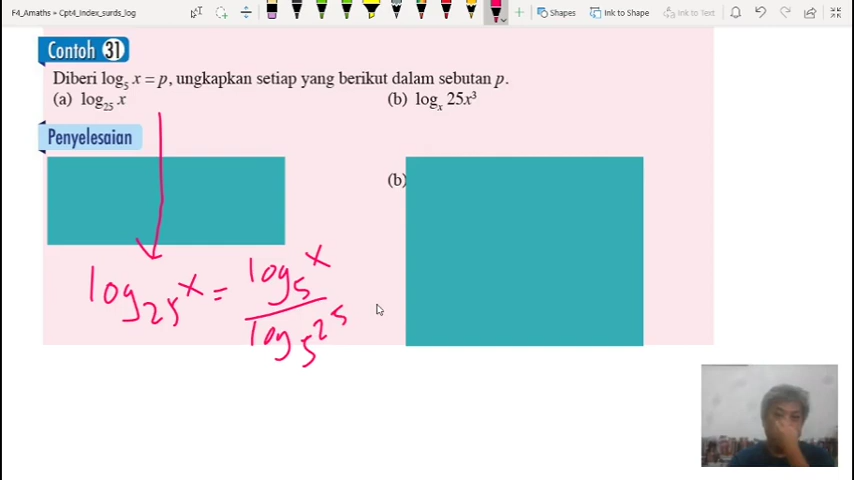 F4_Amaths » Cpt4_Index_surds_log
Shapes
Ink to Shape
Ink to Text
Contoh 31
Diberi log₅ x = p, ungkapkan setiap yang berikut dalam sebutan p.
(a) log₂₅ x
(b) logₓ 25x³
Penyelesaian
(b)
log₂₅ x = log₅ x
log₅ 25